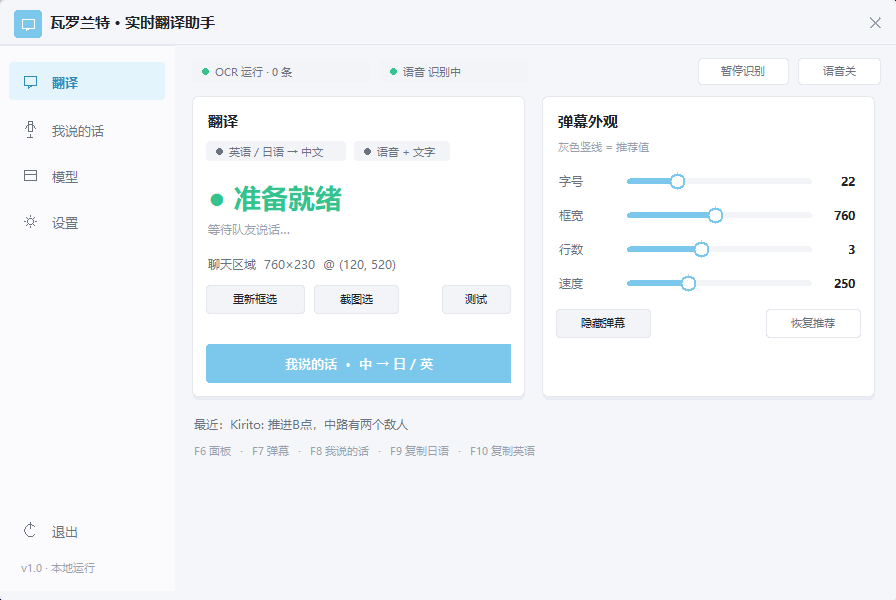 瓦罗兰特 • 实时翻译助手
翻译
我说的话
模型
设置
退出
v1.0 · 本地运行
OCR 运行 · 0 条
语音 识别中
暂停识别
语音关
翻译
英语 / 日语 → 中文
语音 + 文字
● 准备就绪
等待队友说话...
聊天区域 760×230 @ (120, 520)
重新框选
截图选
测试
我说的话 • 中 → 日 / 英
弹幕外观
灰色竖线 = 推荐值
字号 22
框宽 760
行数 3
速度 250
隐藏弹幕
恢复推荐
最近：Kirito: 推进B点，中路有两个敌人
F6 面板 · F7 弹幕 · F8 我说的话 · F9 复制日语 · F10 复制英语